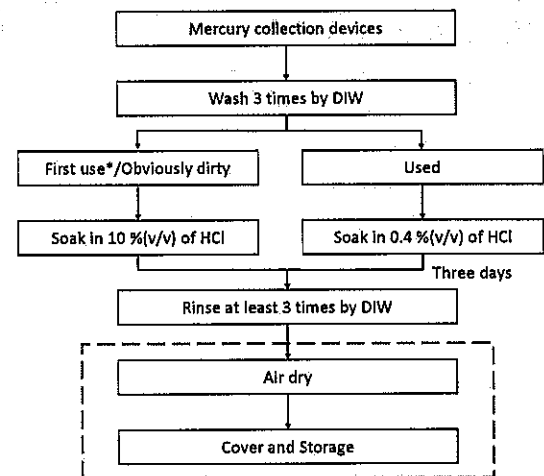 Mercury collection devices
Wash 3 times by DIW
First use*/Obviously dirty
Used
Soak in 10 %(v/v) of HCl
Soak in 0.4 %(v/v) of HCl
Three days
Rinse at least 3 times by DIW
Air dry
Cover and Storage